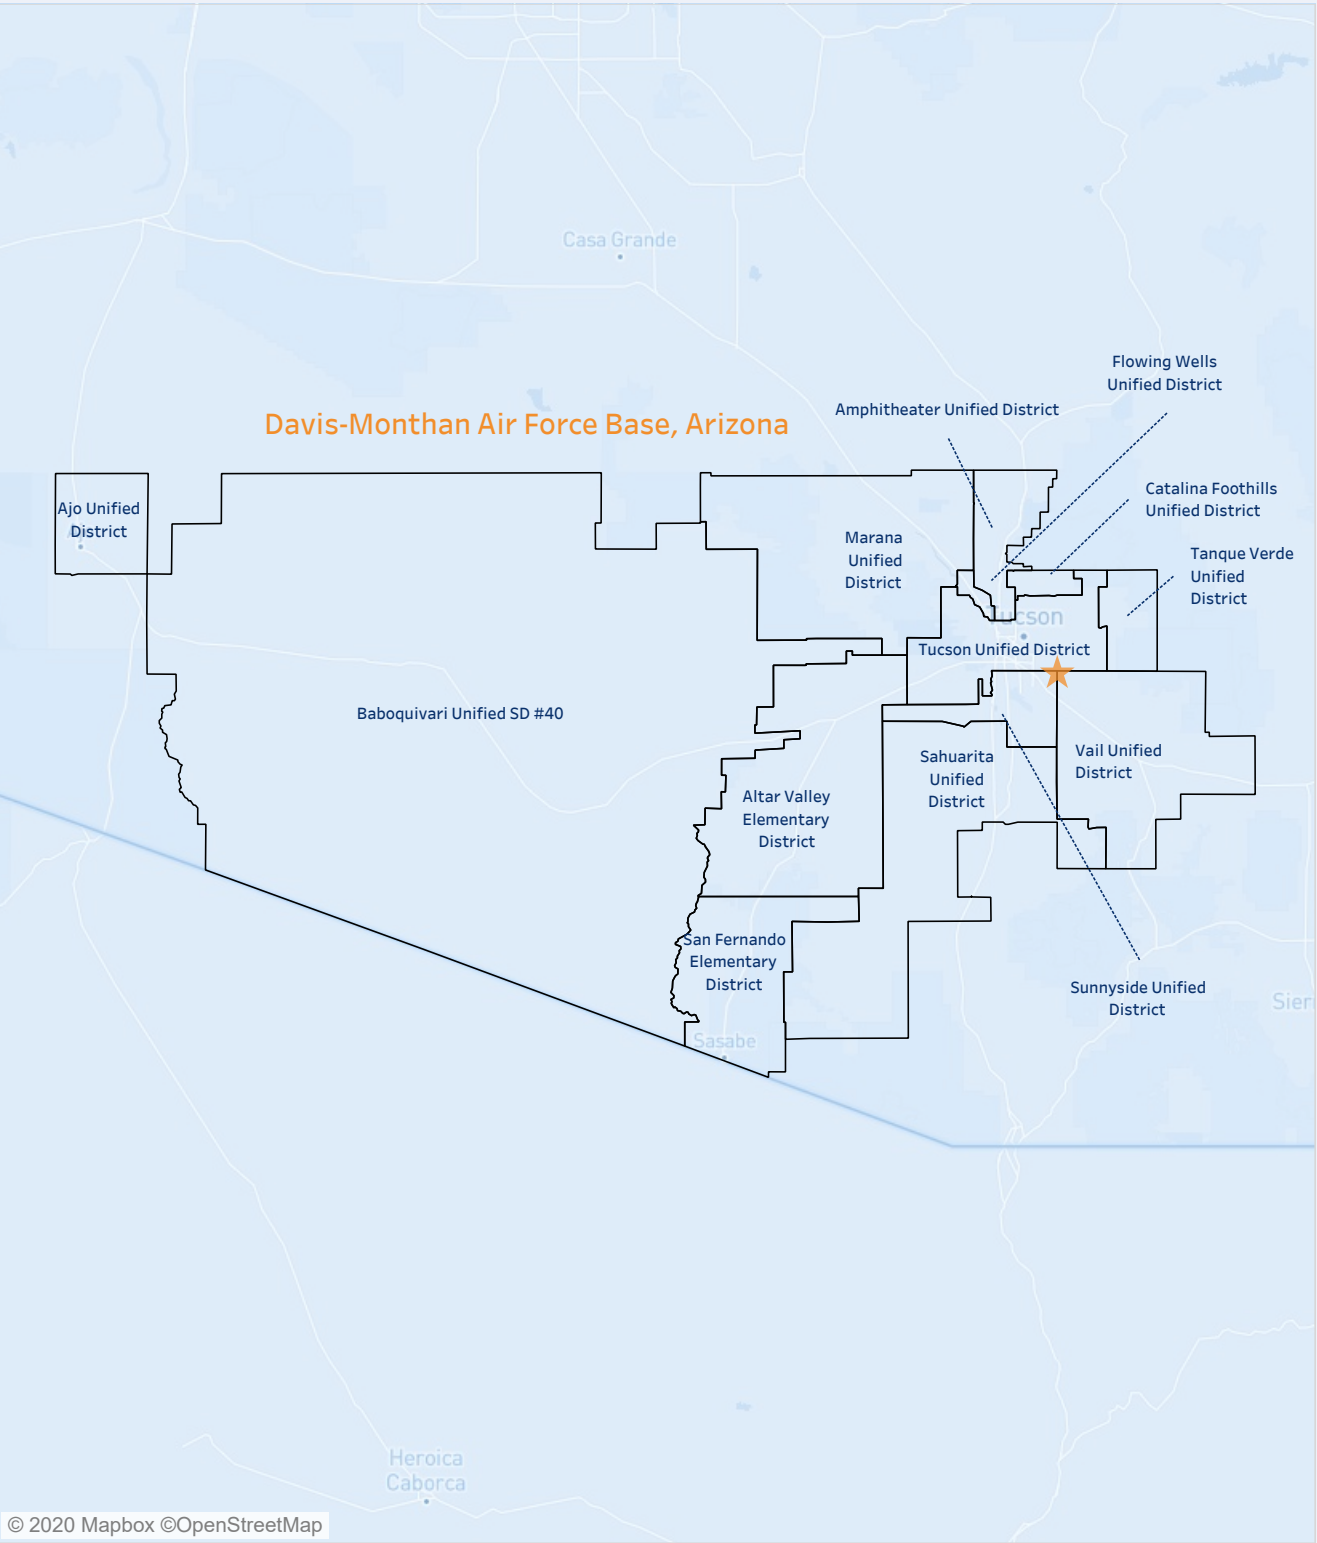 Casa Grande
Flowing Wells
Unified District
Amphitheater Unified District
Davis-Monthan Air Force Base, Arizona
Catalina Foothills
Unified District
Ajo Unified
District
Marana
Unified
District
Tanque Verde
Unified
District
Tucson
Tucson Unified District
Baboquivari Unified SD #40
Sahuarita
Unified
District
Vail Unified
District
Altar Valley
Elementary
District
San Fernando
Elementary
District
Sunnyside Unified
District
Sier
Sasabe
Heroica
Caborca
© 2020 Mapbox ©OpenStreetMap